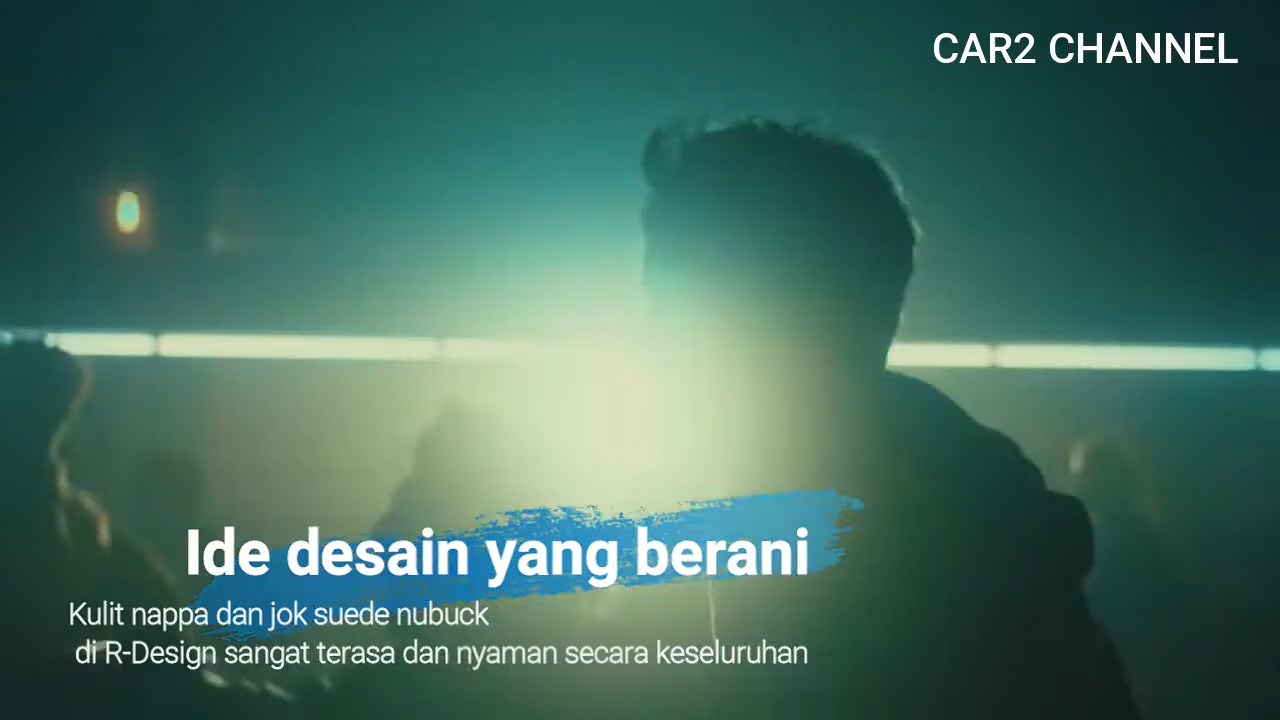 CAR2 CHANNEL
Ide desain yang berani
Kulit nappa dan jok suede nubuck
di R-Design sangat terasa dan nyaman secara keseluruhan